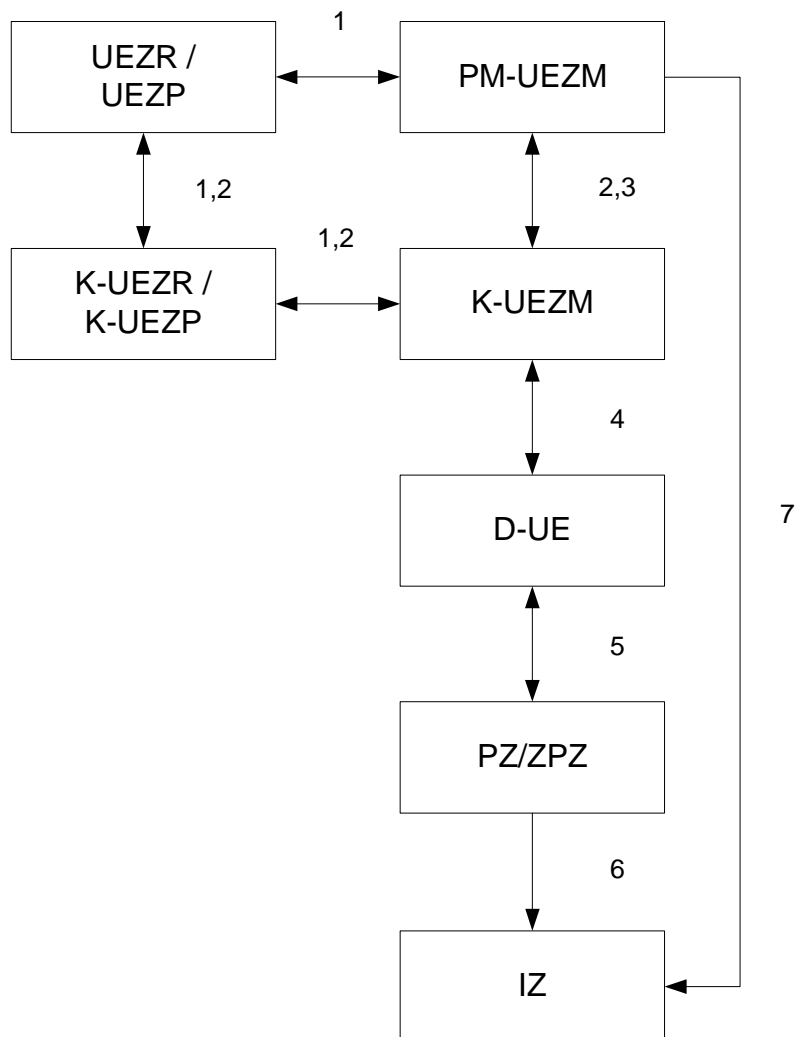 1
UEZR /
UEZP
PM-UEZM
1,2
2,3
1,2
K-UEZR /
K-UEZP
K-UEZM
4
D-UE
7
5
PZ/ZPZ
6
IZ